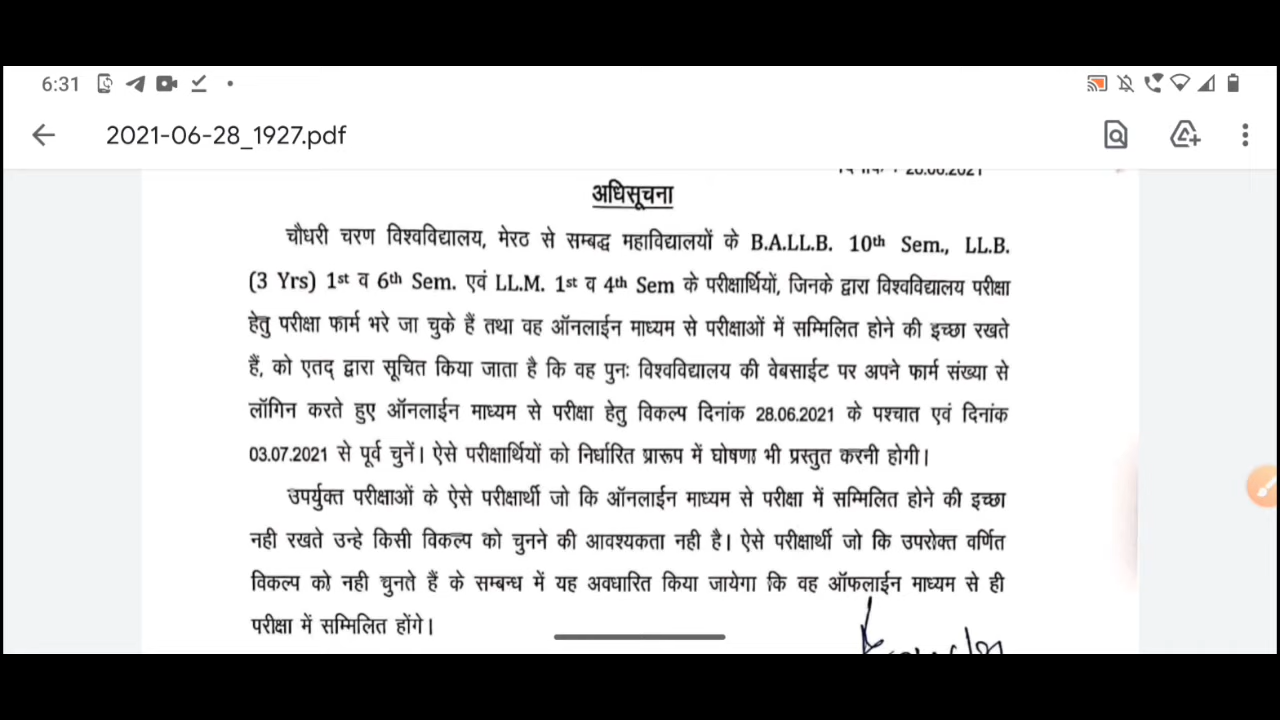 6:31
2021-06-28_1927.pdf
अधिसूचना
चौधरी चरण विश्वविद्यालय, मेरठ से सम्बद्ध महाविद्यालयों के B.A.LL.B. 10th Sem., LL.B.
(3 Yrs) 1st व 6th Sem. एवं LL.M. 1st व 4th Sem के परीक्षार्थियों, जिनके द्वारा विश्वविद्यालय परीक्षा
हेतु परीक्षा फार्म भरे जा चुके हैं तथा वह ऑनलाईन माध्यम से परीक्षाओं में सम्मिलित होने की इच्छा रखते
हैं, को एतद् द्वारा सूचित किया जाता है कि वह पुनः विश्वविद्यालय की वेबसाईट पर अपने फार्म संख्या से
लॉगिन करते हुए ऑनलाईन माध्यम से परीक्षा हेतु विकल्प दिनांक 28.06.2021 के पश्चात एवं दिनांक
03.07.2021 से पूर्व चुनें। ऐसे परीक्षार्थियों को निर्धारित प्रारूप में घोषणा भी प्रस्तुत करनी होगी।
उपर्युक्त परीक्षाओं के ऐसे परीक्षार्थी जो कि ऑनलाईन माध्यम से परीक्षा में सम्मिलित होने की इच्छा
नही रखते उन्हे किसी विकल्प को चुनने की आवश्यकता नही है। ऐसे परीक्षार्थी जो कि उपरोक्त वर्णित
विकल्प को नही चुनते हैं के सम्बन्ध में यह अवधारित किया जायेगा कि वह ऑफलाईन माध्यम से ही
परीक्षा में सम्मिलित होंगे।